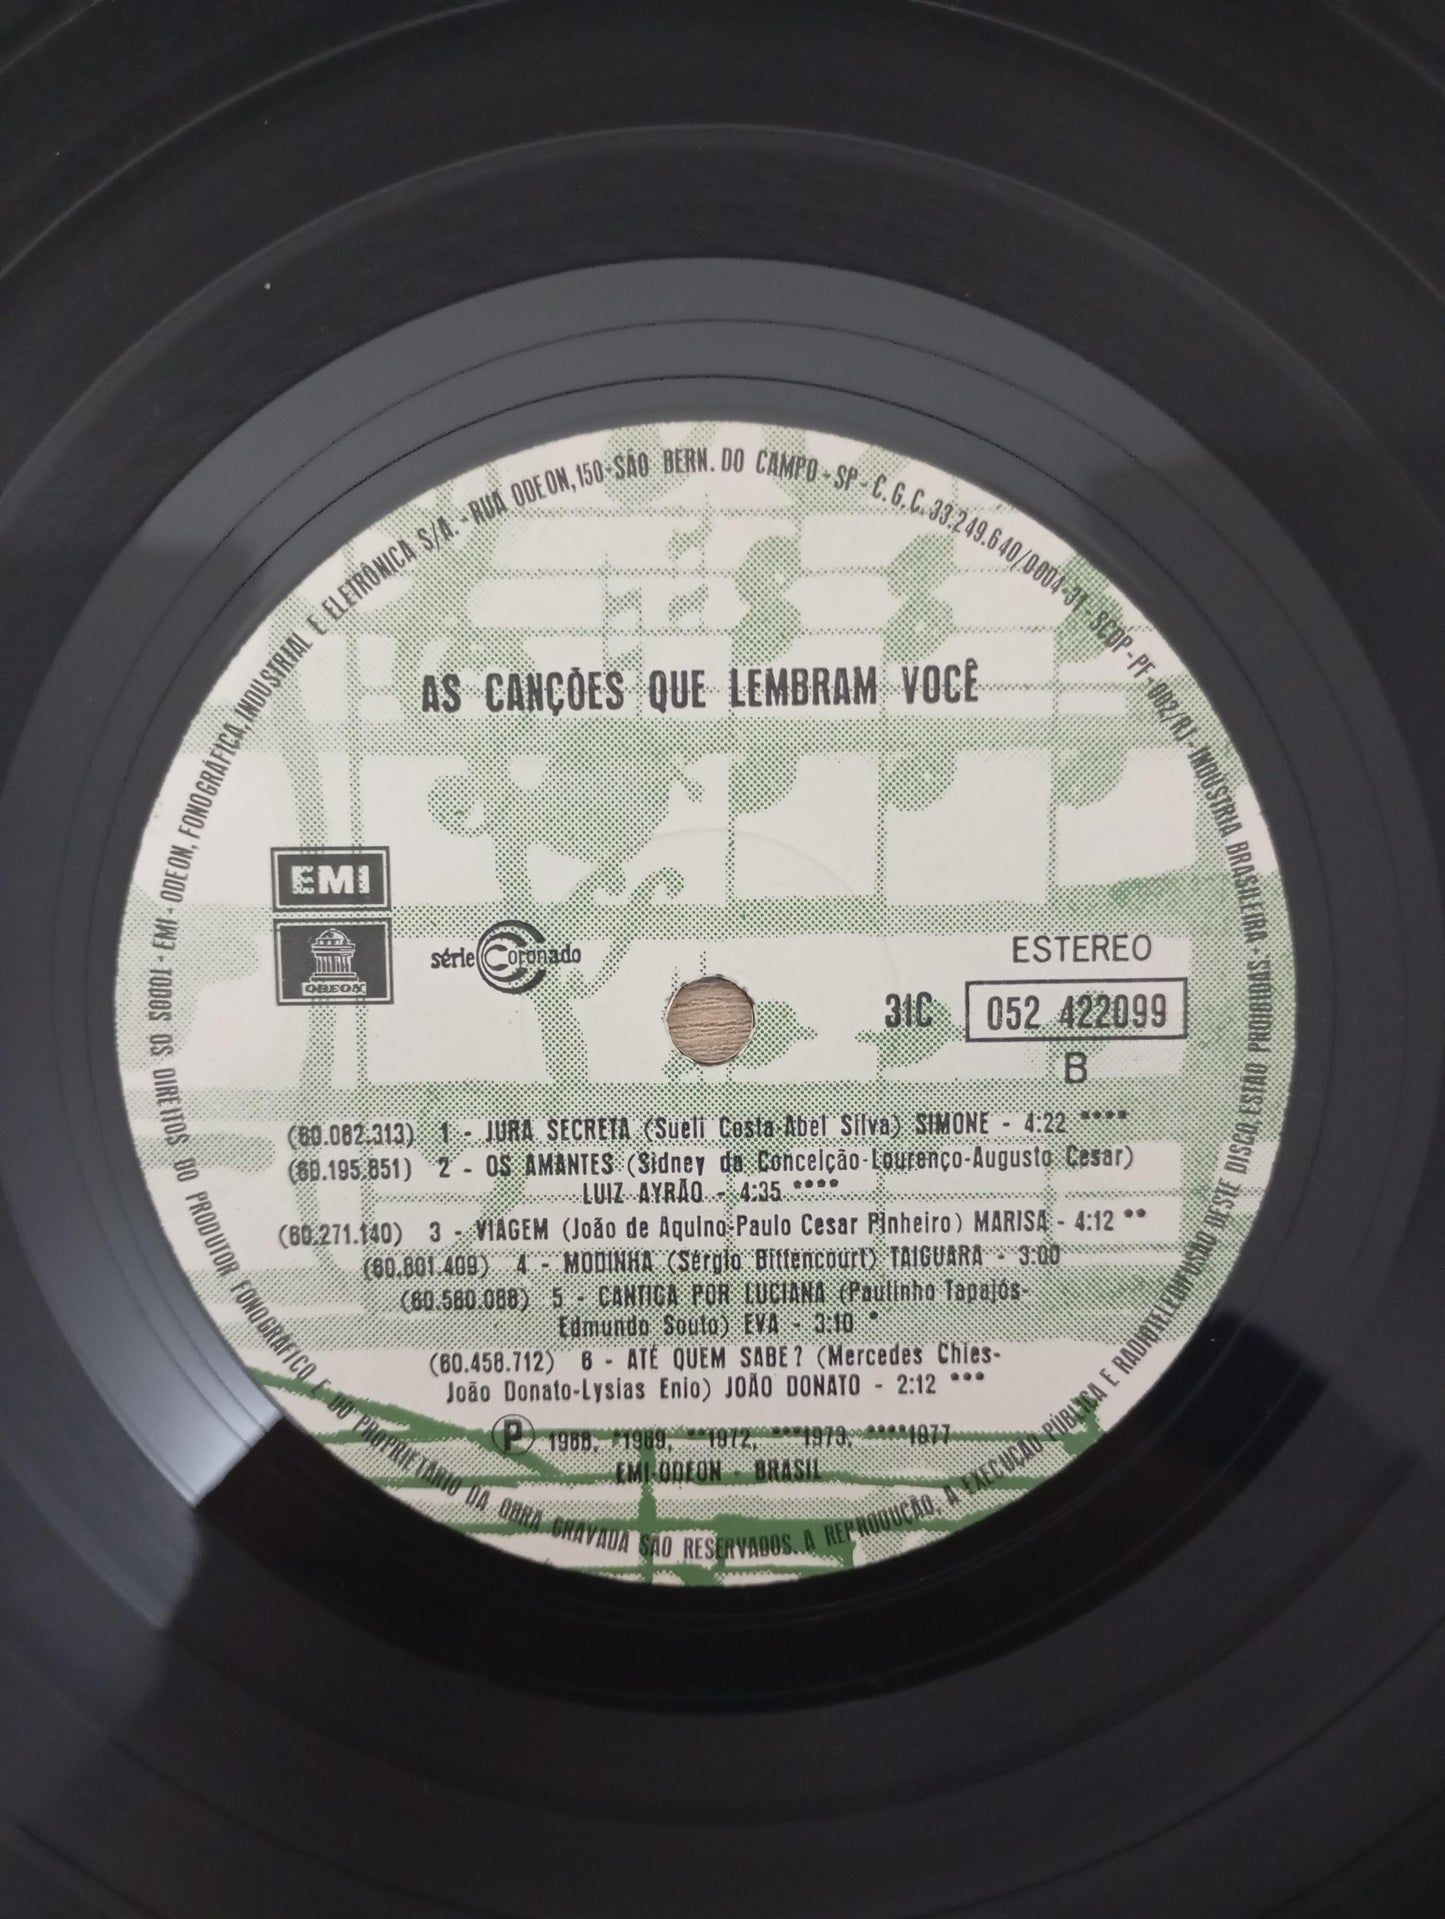 EMI - ODEON, FONOGRÁFICA, INDUSTRIAL E ELETRÔNICA S/A. - RUA ODEON, 150 - SÃO BERN. DO CAMPO - SP - C.G.C. 33.249.640/0004-31 - SCDP - PF - 002/RJ - INDÚSTRIA BRASILEIRA
AS CANÇÕES QUE LEMBRAM VOCÊ
EMI
ODEON
série Coronado
ESTEREO
31C 052 422099
B
(60.082.313) 1 - JURA SECRETA (Sueli Costa-Abel Silva) SIMONE - 4:22 ****
(60.195.851) 2 - OS AMANTES (Sidney da Conceição-Lourenço-Augusto Cesar)
LUIZ AYRÃO - 4:35 ****
(60.271.140) 3 - VIAGEM (João de Aquino-Paulo Cesar Pinheiro) MARISA - 4:12 **
(60.801.409) 4 - MODINHA (Sérgio Bittencourt) TAIGUARA - 3:00
(60.560.088) 5 - CANTIGA POR LUCIANA (Paulinho Tapajós-
Edmundo Souto) EVA - 3:10 *
(60.458.712) 6 - ATÉ QUEM SABE? (Mercedes Chies-
João Donato-Lysias Enio) JOÃO DONATO - 2:12 ***
Ⓟ 1968, *1969, **1972, ***1973, ****1977
EMI-ODEON - BRASIL
TODOS OS DIREITOS DO PRODUTOR FONOGRÁFICO E DO PROPRIETÁRIO DA OBRA GRAVADA SÃO RESERVADOS. A REPRODUÇÃO, A EXECUÇÃO PÚBLICA E RADIOTELEDIFUSÃO DESTE DISCO, ESTÃO PROIBIDAS.